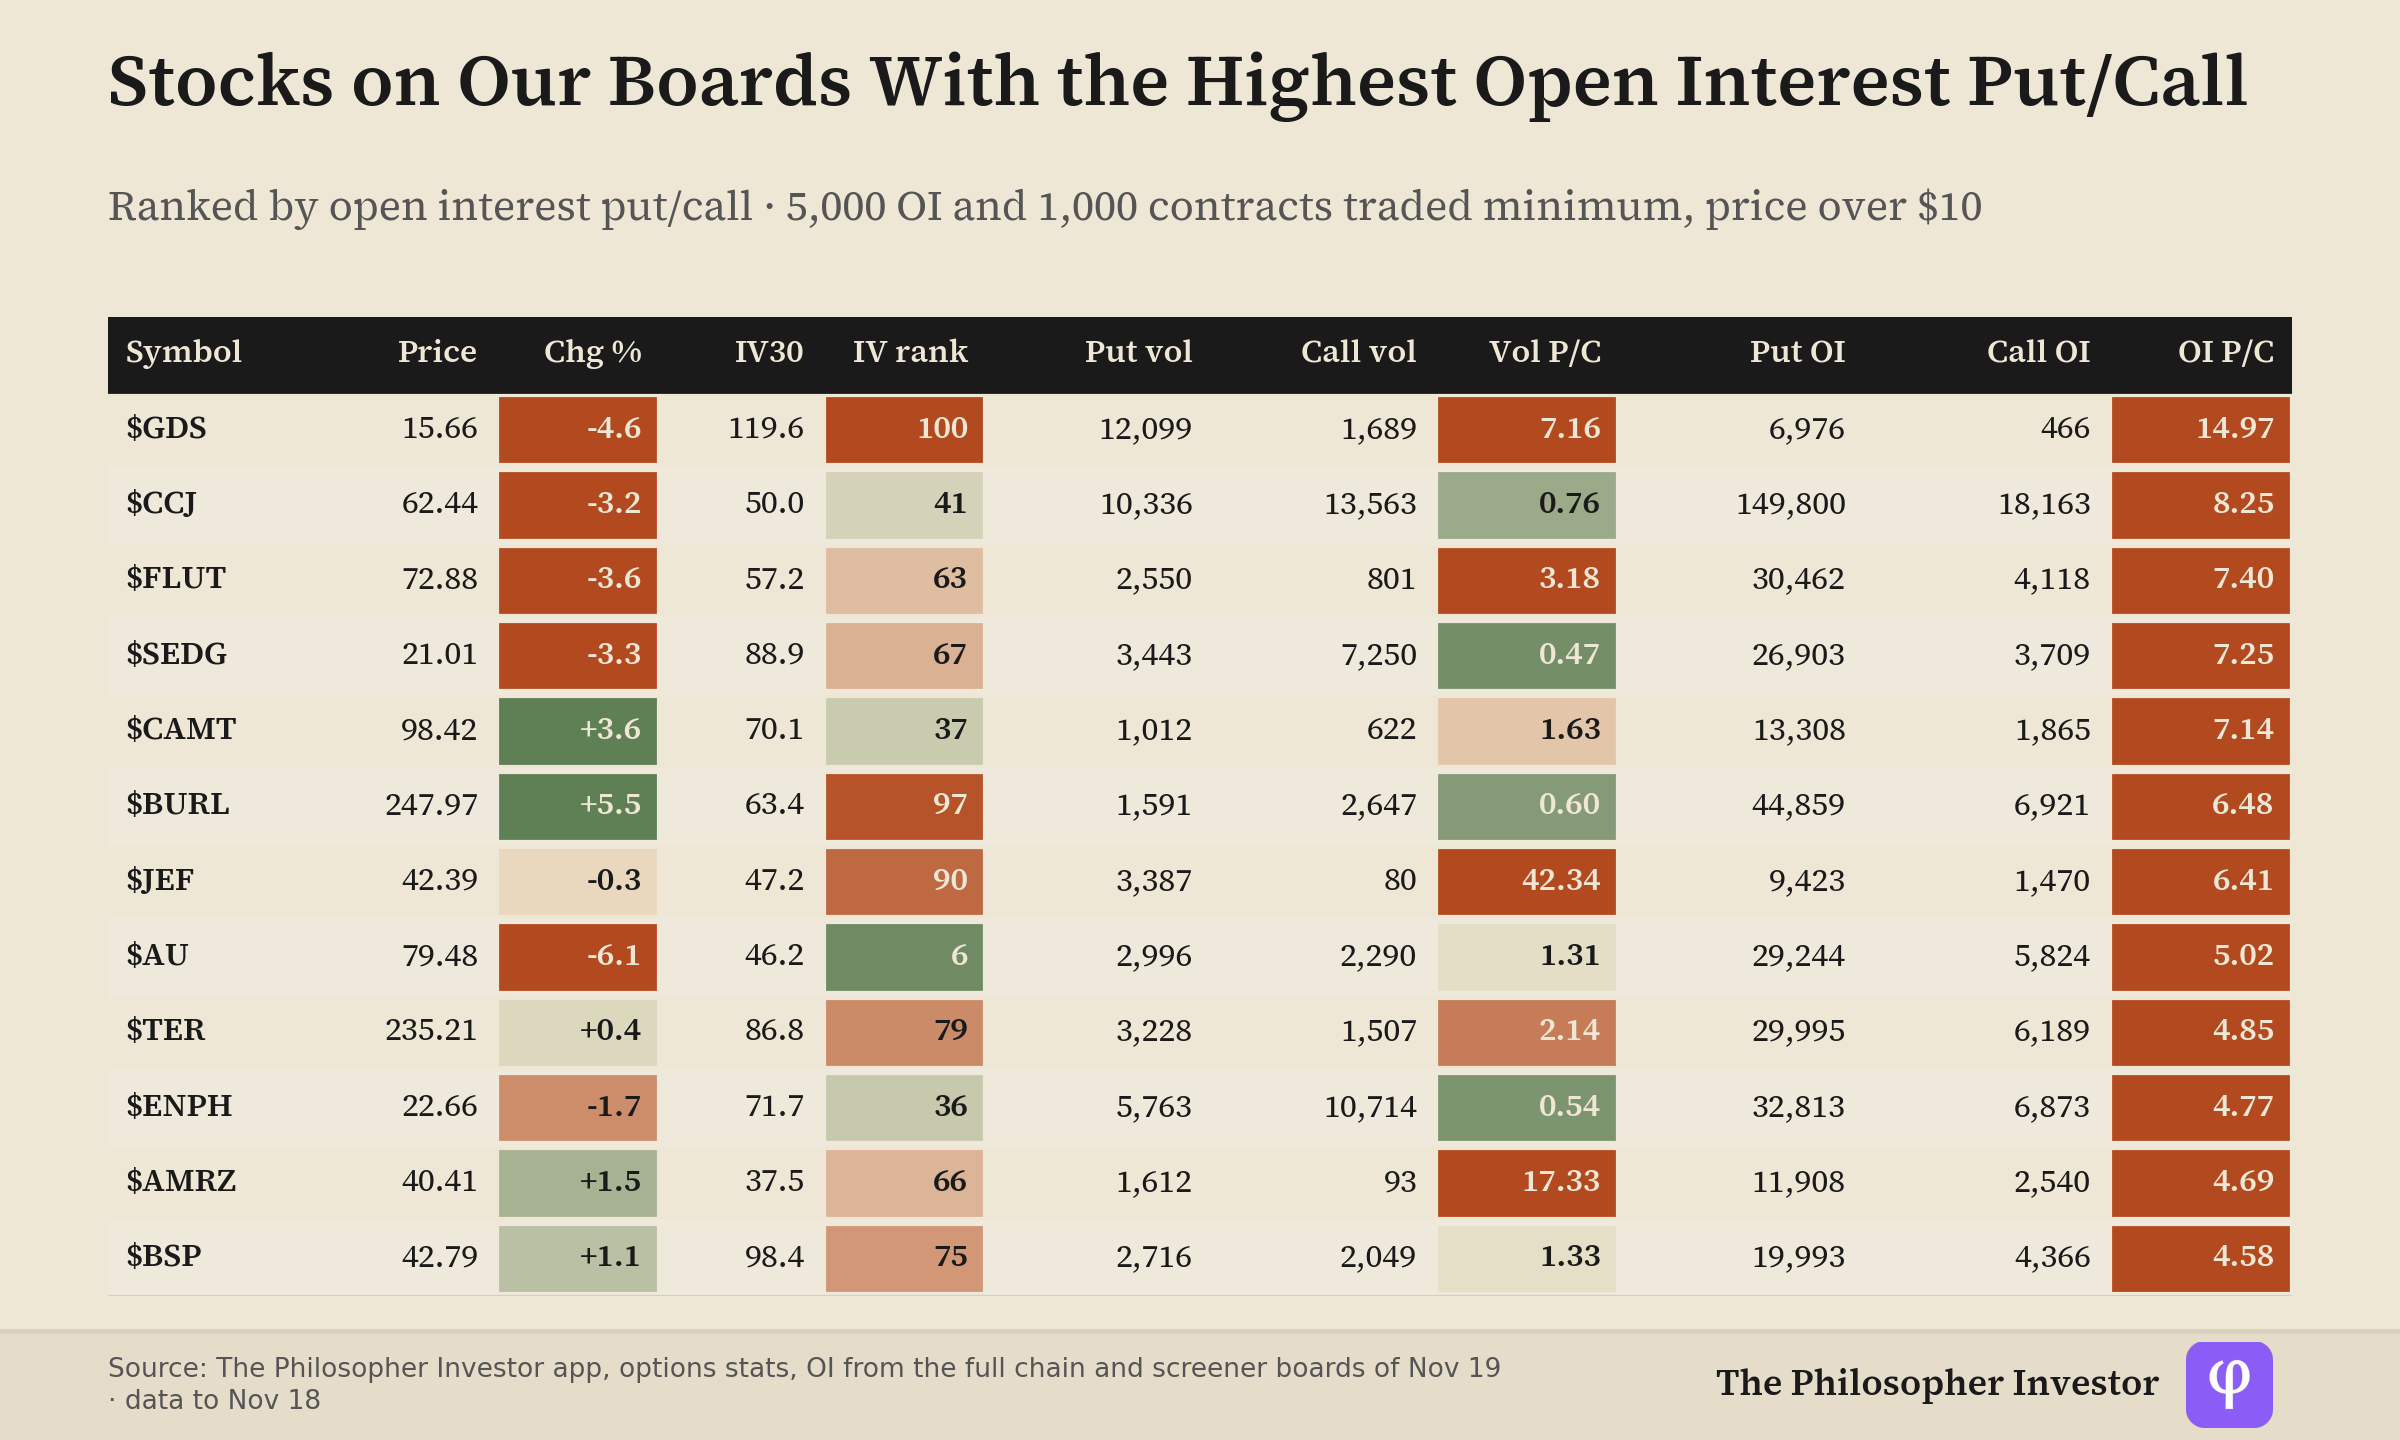 Stocks on Our Boards With the Highest Open Interest Put/Call
Ranked by open interest put/call · 5,000 OI and 1,000 contracts traded minimum, price over $10
Symbol Price Chg % IV30 IV rank Put vol Call vol Vol P/C Put OI Call OI OI P/C
$GDS 15.66 -4.6 119.6 100 12,099 1,689 7.16 6,976 466 14.97
$CCJ 62.44 -3.2 50.0 41 10,336 13,563 0.76 149,800 18,163 8.25
$FLUT 72.88 -3.6 57.2 63 2,550 801 3.18 30,462 4,118 7.40
$SEDG 21.01 -3.3 88.9 67 3,443 7,250 0.47 26,903 3,709 7.25
$CAMT 98.42 +3.6 70.1 37 1,012 622 1.63 13,308 1,865 7.14
$BURL 247.97 +5.5 63.4 97 1,591 2,647 0.60 44,859 6,921 6.48
$JEF 42.39 -0.3 47.2 90 3,387 80 42.34 9,423 1,470 6.41
$AU 79.48 -6.1 46.2 6 2,996 2,290 1.31 29,244 5,824 5.02
$TER 235.21 +0.4 86.8 79 3,228 1,507 2.14 29,995 6,189 4.85
$ENPH 22.66 -1.7 71.7 36 5,763 10,714 0.54 32,813 6,873 4.77
$AMRZ 40.41 +1.5 37.5 66 1,612 93 17.33 11,908 2,540 4.69
$BSP 42.79 +1.1 98.4 75 2,716 2,049 1.33 19,993 4,366 4.58
Source: The Philosopher Investor app, options stats, OI from the full chain and screener boards of Nov 19
· data to Nov 18
The Philosopher Investor φ